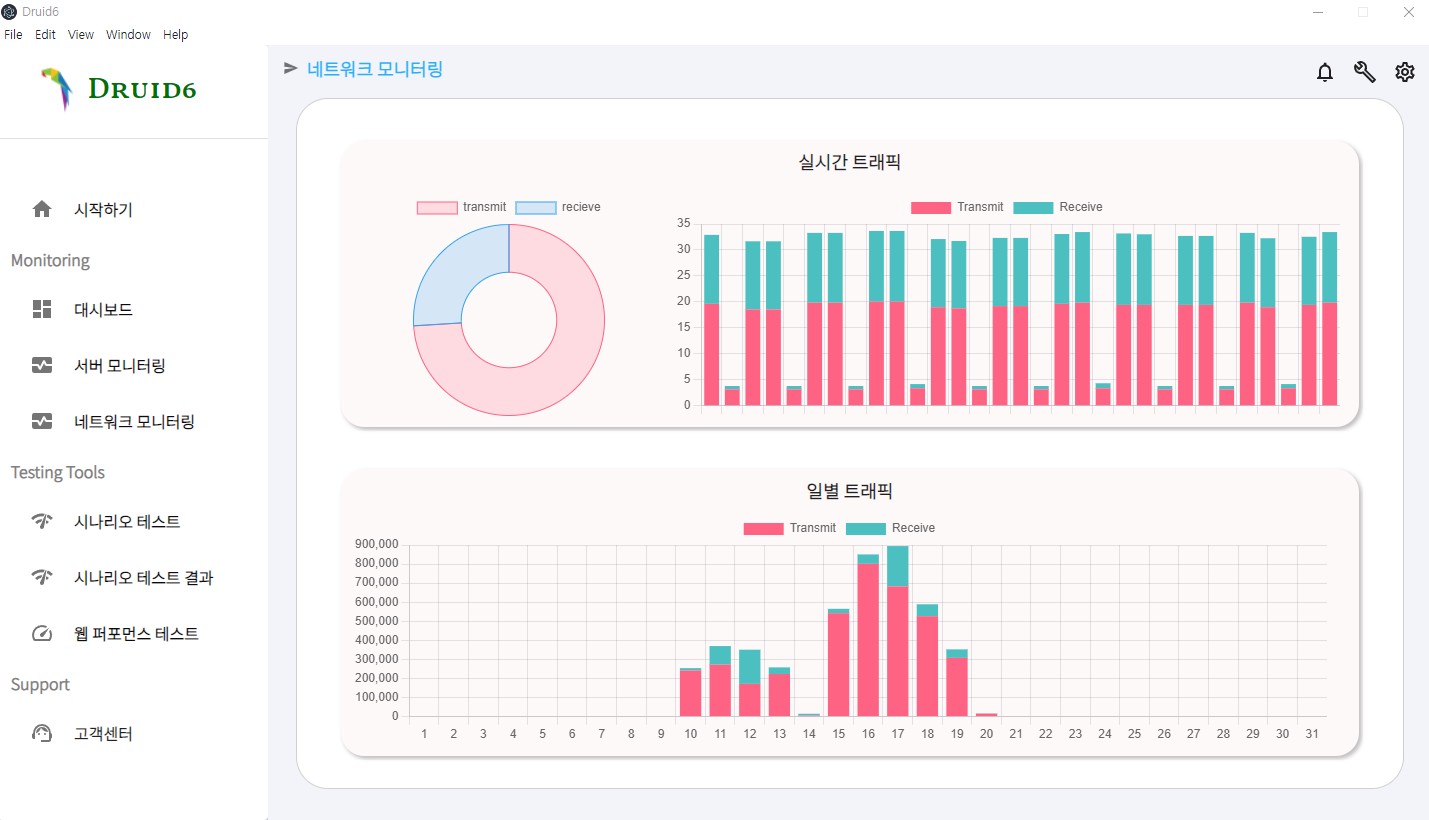 Druid6
File Edit View Window Help
DRUID6
시작하기
Monitoring
대시보드
서버 모니터링
네트워크 모니터링
Testing Tools
시나리오 테스트
시나리오 테스트 결과
웹 퍼포먼스 테스트
Support
고객센터
네트워크 모니터링
실시간 트래픽
transmit recieve
Transmit Receive
35
30
25
20
15
10
5
0
일별 트래픽
Transmit Receive
900,000
800,000
700,000
600,000
500,000
400,000
300,000
200,000
100,000
0
1 2 3 4 5 6 7 8 9 10 11 12 13 14 15 16 17 18 19 20 21 22 23 24 25 26 27 28 29 30 31